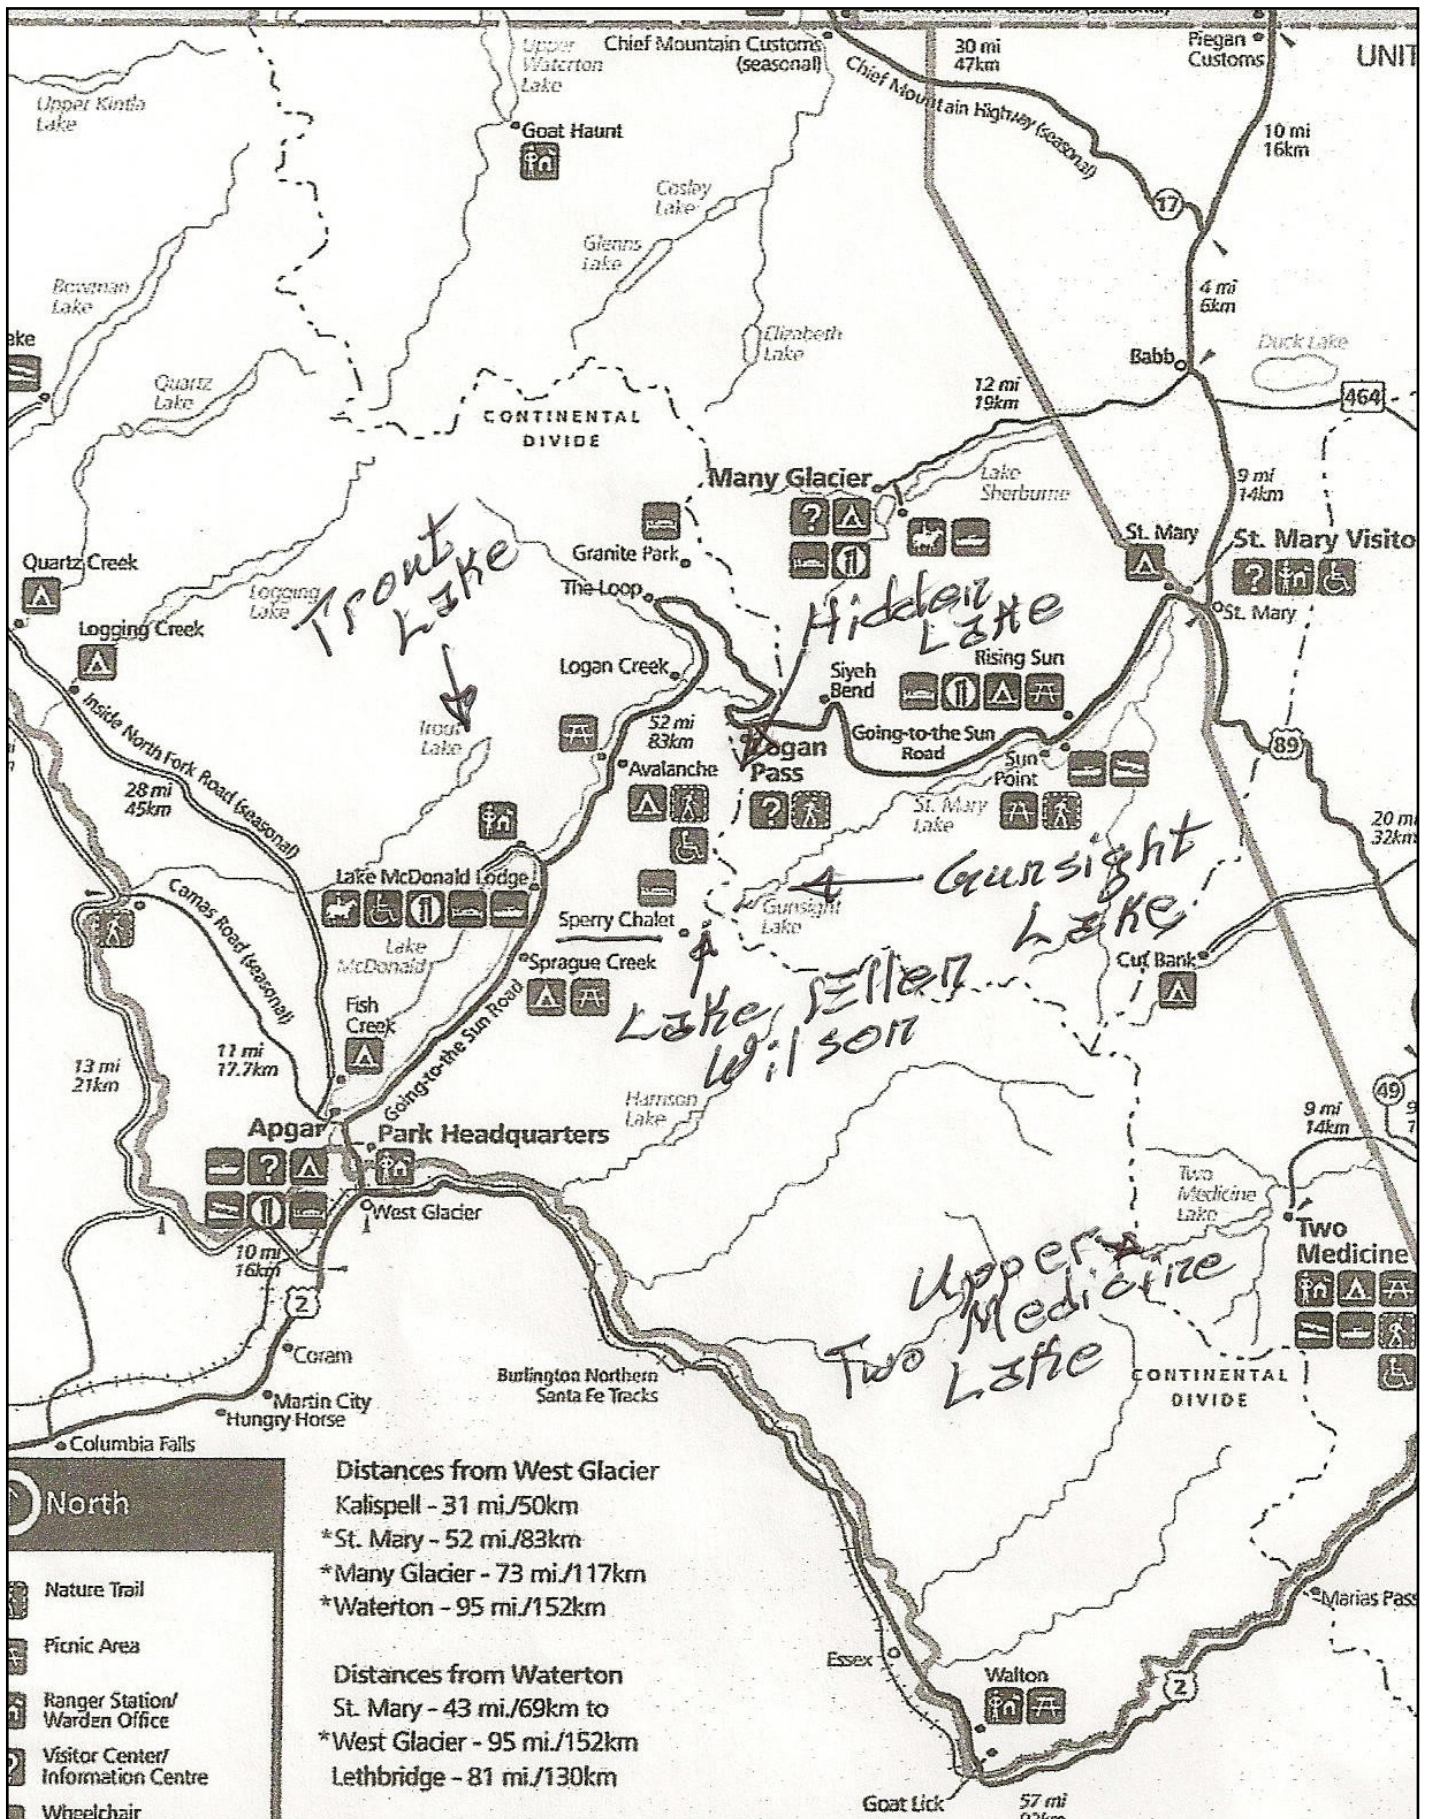 Chief Mountain Customs
(seasonal)
30 mi
47km
Piegan
Customs
UNIT
Upper
Waterton
Lake
Upper Kintla
Lake
Chief Mountain Highway (seasonal)
10 mi
16km
Goat Haunt
Cosley
Lake
17
Glenns
Lake
4 mi
6km
Bowman
Lake
ake
Elizabeth
Lake
Duck Lake
Babb
Quartz
Lake
12 mi
19km
464
CONTINENTAL
DIVIDE
Many Glacier
Lake
Sherburne
9 mi
14km
Trout
Lake
St. Mary
St. Mary Visito
Quartz Creek
Granite Park
The Loop
Logging
Lake
Hidden
Lake
St. Mary
Logging Creek
Logan Creek
Siyeh
Bend
Rising Sun
Inside North Fork Road (seasonal)
Trout
Lake
52 mi
83km
Logan
Pass
Going-to-the Sun
Road
89
28 mi
45km
Avalanche
Sun
Point
St. Mary
Lake
20 mi
32km
Camas Road (seasonal)
Lake McDonald Lodge
Gunsight
Lake
Gunsight
Lake
Sperry Chalet
Lake
McDonald
Sprague Creek
Cut Bank
Lake Ellen
Wilson
Fish
Creek
Going-to-the Sun Road
13 mi
21km
11 mi
17.7km
Harrison
Lake
49
9 mi
14km
Apgar
Park Headquarters
Two
Medicine
Lake
West Glacier
Two
Medicine
Upper
Two Medicine
Lake
10 mi
16km
2
Coram
Burlington Northern
Santa Fe Tracks
CONTINENTAL
DIVIDE
Martin City
Hungry Horse
Columbia Falls
North
Distances from West Glacier
Kalispell - 31 mi./50km
*St. Mary - 52 mi./83km
*Many Glacier - 73 mi./117km
*Waterton - 95 mi./152km
Nature Trail
Marias Pass
Picnic Area
Essex
Distances from Waterton
St. Mary - 43 mi./69km to
*West Glacier - 95 mi./152km
Lethbridge - 81 mi./130km
Walton
2
Ranger Station/
Warden Office
Visitor Center/
Information Centre
Wheelchair
Goat Lick
57 mi